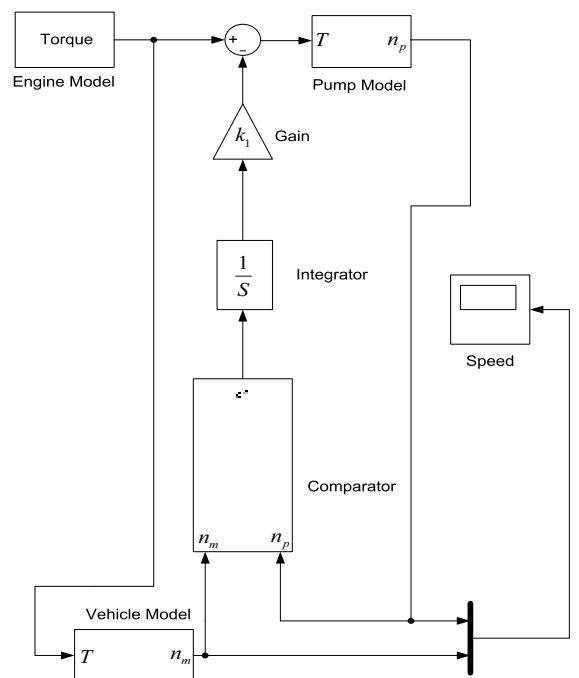 Torque
Engine Model
+
−
T
n_p
Pump Model
k_1
Gain
1
S
Integrator
Speed
Comparator
n_m
n_p
Vehicle Model
T
n_m